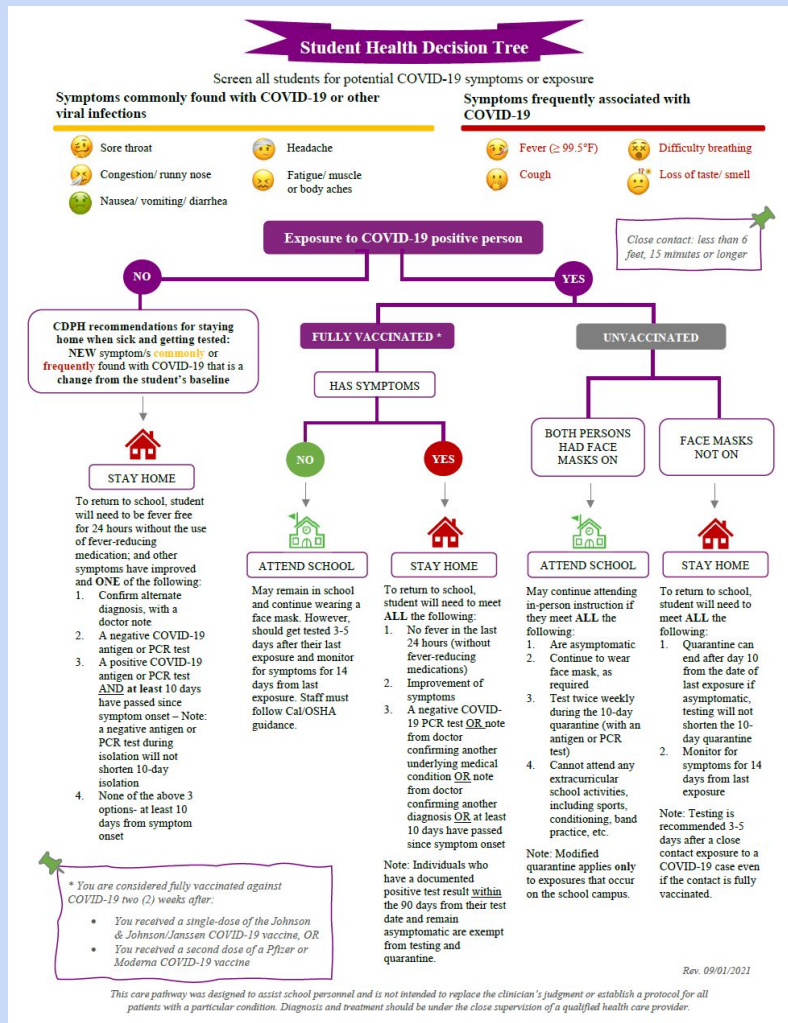 Student Health Decision Tree
Screen all students for potential COVID-19 symptoms or exposure
Symptoms commonly found with COVID-19 or other
viral infections
Sore throat
Congestion/ runny nose
Nausea/ vomiting/ diarrhea
Headache
Fatigue/ muscle
or body aches
Symptoms frequently associated with
COVID-19
Fever (≥ 99.5°F)
Cough
Difficulty breathing
Loss of taste/ smell
Exposure to COVID-19 positive person
Close contact: less than 6
feet, 15 minutes or longer
NO
YES
CDPH recommendations for staying
home when sick and getting tested:
NEW symptom/s commonly or
frequently found with COVID-19 that is a
change from the student's baseline
STAY HOME
To return to school, student
will need to be fever free
for 24 hours without the use
of fever-reducing
medication; and other
symptoms have improved
and ONE of the following:
1. Confirm alternate
diagnosis, with a
doctor note
2. A negative COVID-19
antigen or PCR test
3. A positive COVID-19
antigen or PCR test
AND at least 10 days
have passed since
symptom onset – Note:
a negative antigen or
PCR test during
isolation will not
shorten 10-day
isolation
4. None of the above 3
options- at least 10
days from symptom
onset
FULLY VACCINATED *
HAS SYMPTOMS
NO
YES
ATTEND SCHOOL
May remain in school
and continue wearing a
face mask. However,
should get tested 3-5
days after their last
exposure and monitor
for symptoms for 14
days from last
exposure. Staff must
follow Cal/OSHA
guidance.
STAY HOME
To return to school,
student will need to meet
ALL the following:
1. No fever in the last
24 hours (without
fever-reducing
medications)
2. Improvement of
symptoms
3. A negative COVID-
19 PCR test OR note
from doctor
confirming another
underlying medical
condition OR note
from doctor
confirming another
diagnosis OR at least
10 days have passed
since symptom onset
Note: Individuals who
have a documented
positive test result within
the 90 days from their test
date and remain
asymptomatic are exempt
from testing and
quarantine.
UNVACCINATED
BOTH PERSONS
HAD FACE
MASKS ON
FACE MASKS
NOT ON
ATTEND SCHOOL
May continue attending
in-person instruction if
they meet ALL the
following:
1. Are asymptomatic
2. Continue to wear
face mask, as
required
3. Test twice weekly
during the 10-day
quarantine (with an
antigen or PCR
test)
4. Cannot attend any
extracurricular
school activities,
including sports,
conditioning, band
practice, etc.
Note: Modified
quarantine applies only
to exposures that occur
on the school campus.
STAY HOME
To return to school,
student will need to
meet ALL the
following:
1. Quarantine can
end after day 10
from the date of
last exposure if
asymptomatic,
testing will not
shorten the 10-
day quarantine
2. Monitor for
symptoms for 14
days from last
exposure
Note: Testing is
recommended 3-5
days after a close
contact exposure to a
COVID-19 case even
if the contact is fully
vaccinated.
* You are considered fully vaccinated against
COVID-19 two (2) weeks after:
• You received a single-dose of the Johnson
& Johnson/Janssen COVID-19 vaccine, OR
• You received a second dose of a Pfizer or
Moderna COVID-19 vaccine
Rev. 09/01/2021
This care pathway was designed to assist school personnel and is not intended to replace the clinician's judgment or establish a protocol for all
patients with a particular condition. Diagnosis and treatment should be under the close supervision of a qualified health care provider.